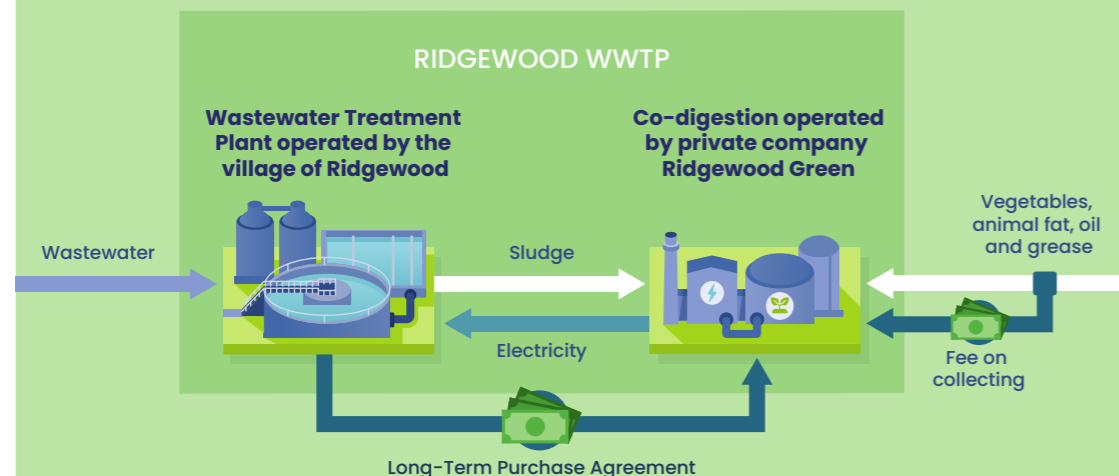 RIDGEWOOD WWTP
Wastewater Treatment
Plant operated by the
village of Ridgewood
Co-digestion operated
by private company
Ridgewood Green
Wastewater
Sludge
Vegetables,
animal fat, oil
and grease
Electricity
Fee on
collecting
Long-Term Purchase Agreement